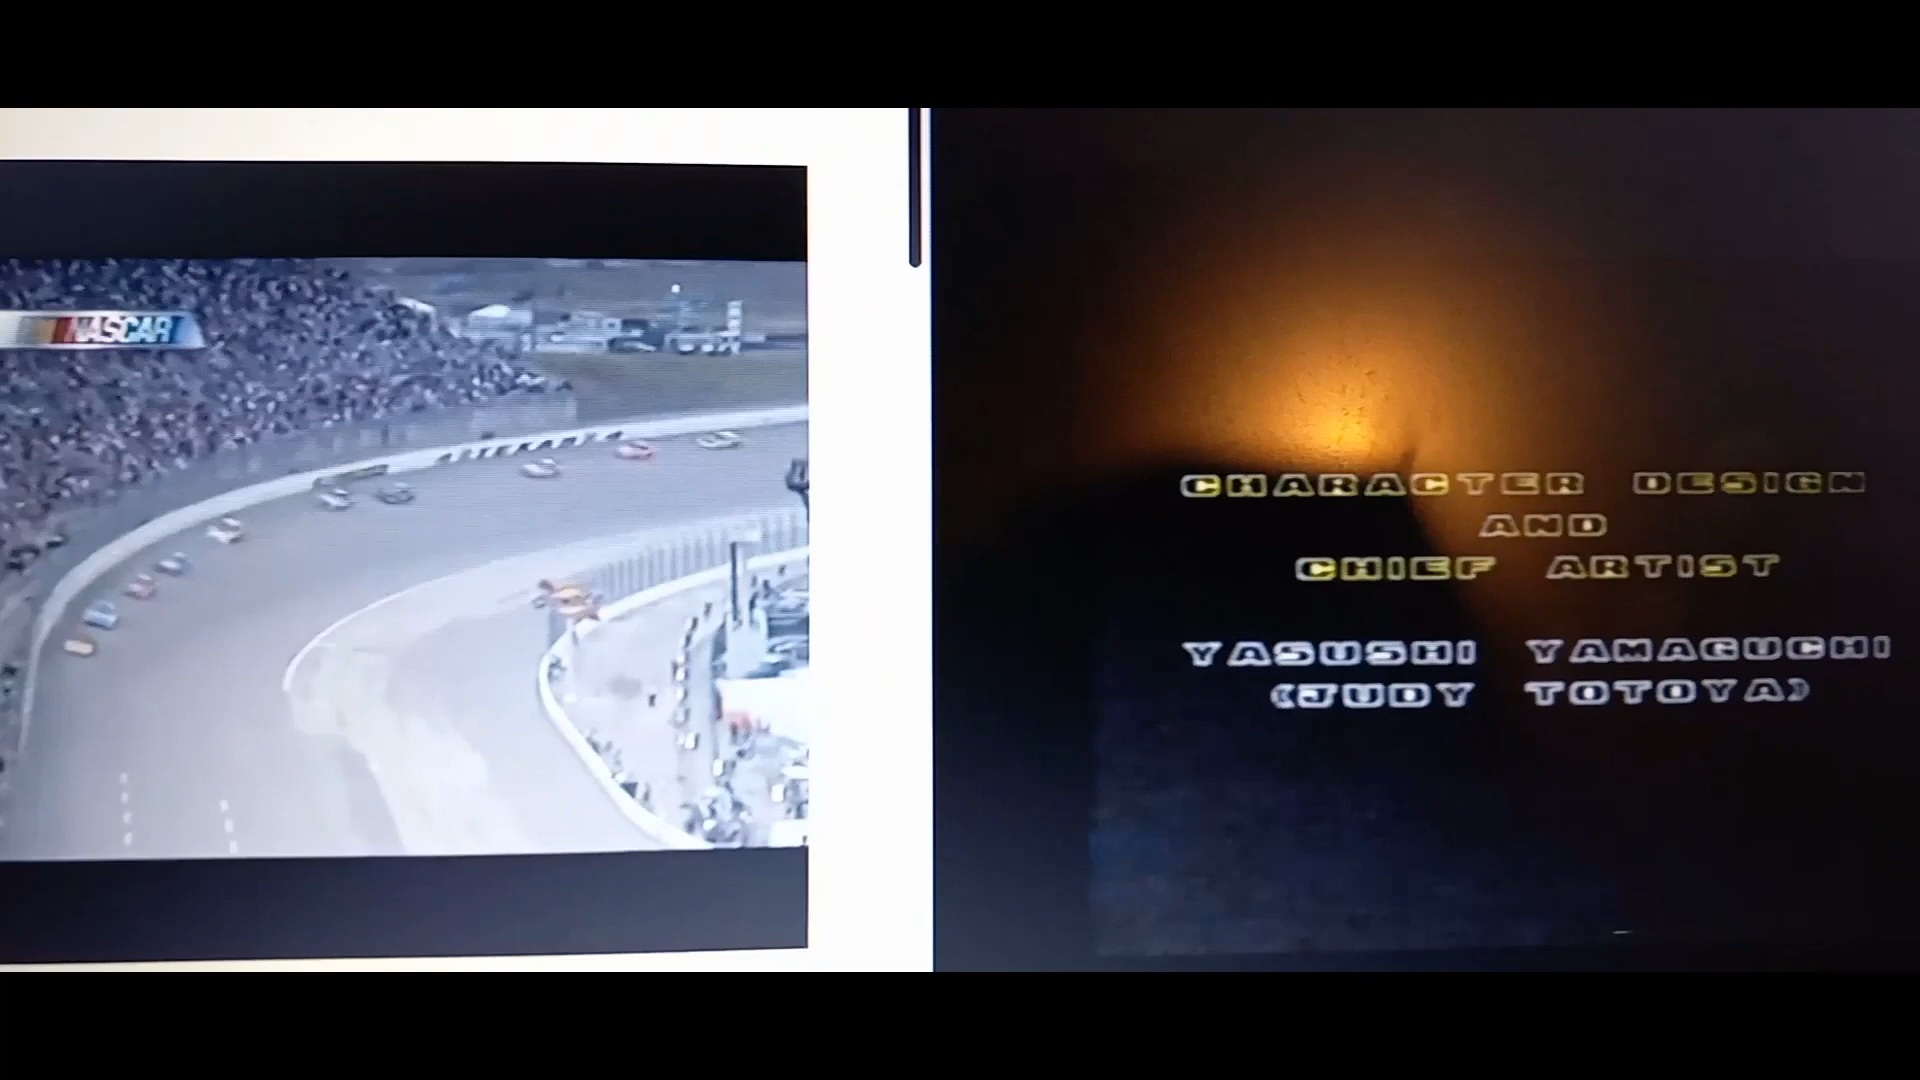 NASCAR
CHARACTER DESIGN
AND
CHIEF ARTIST
YASUSHI YAMAGUCHI
(JUDY TOTOYA)